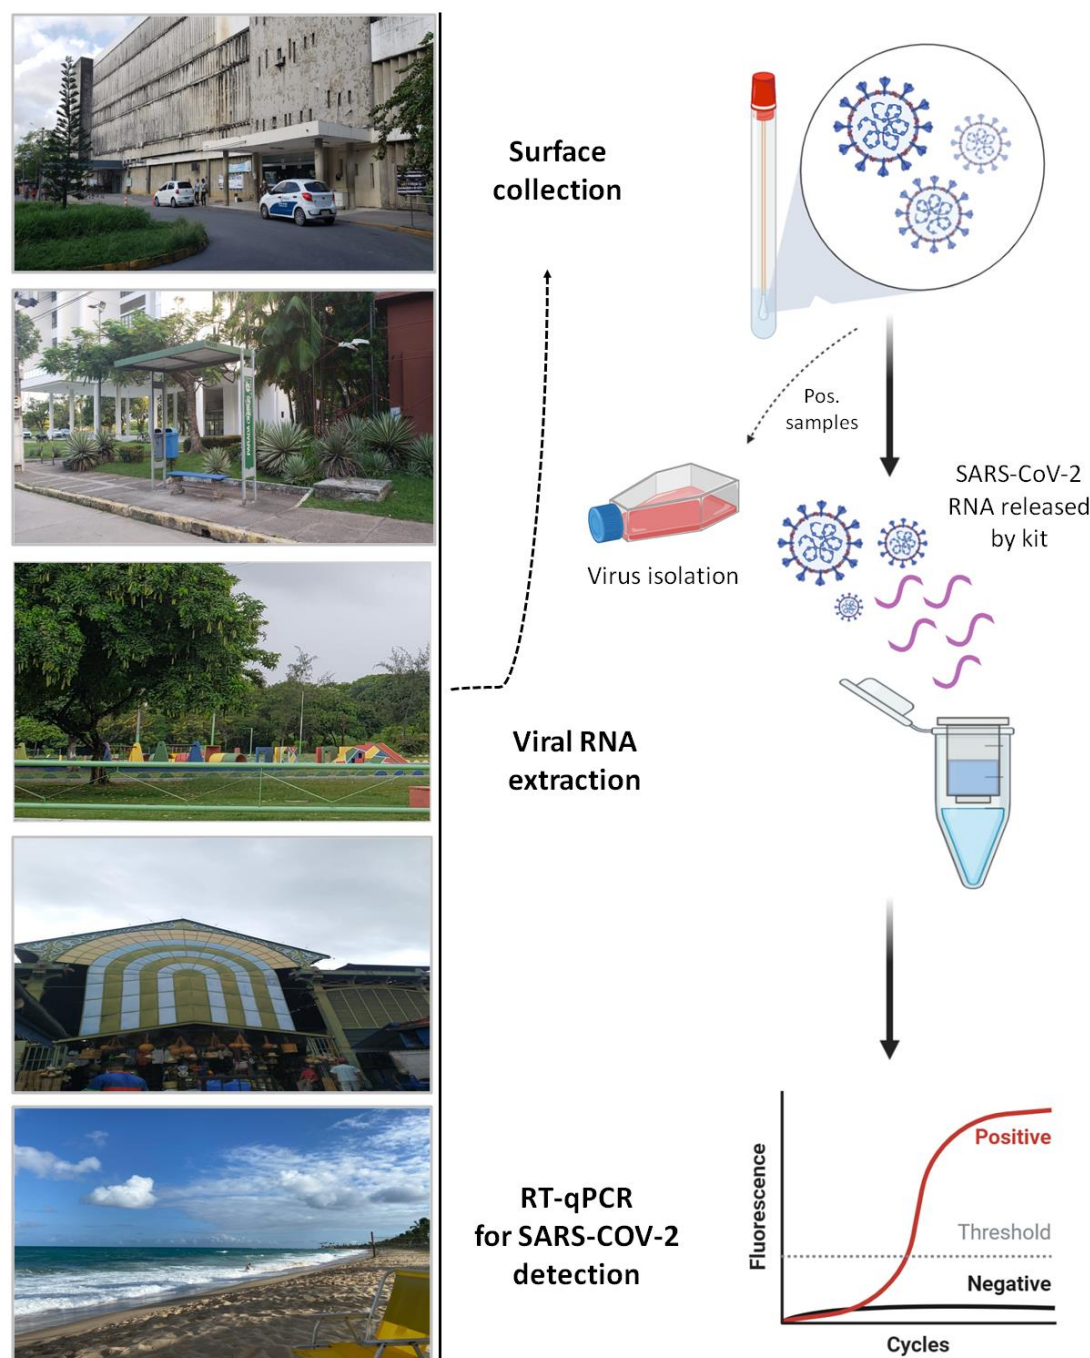 Surface
collection
Pos.
samples
SARS-CoV-2
RNA released
by kit
Virus isolation
Viral RNA
extraction
RT-qPCR
for SARS-COV-2
detection
Fluorescence
Positive
Threshold
Negative
Cycles